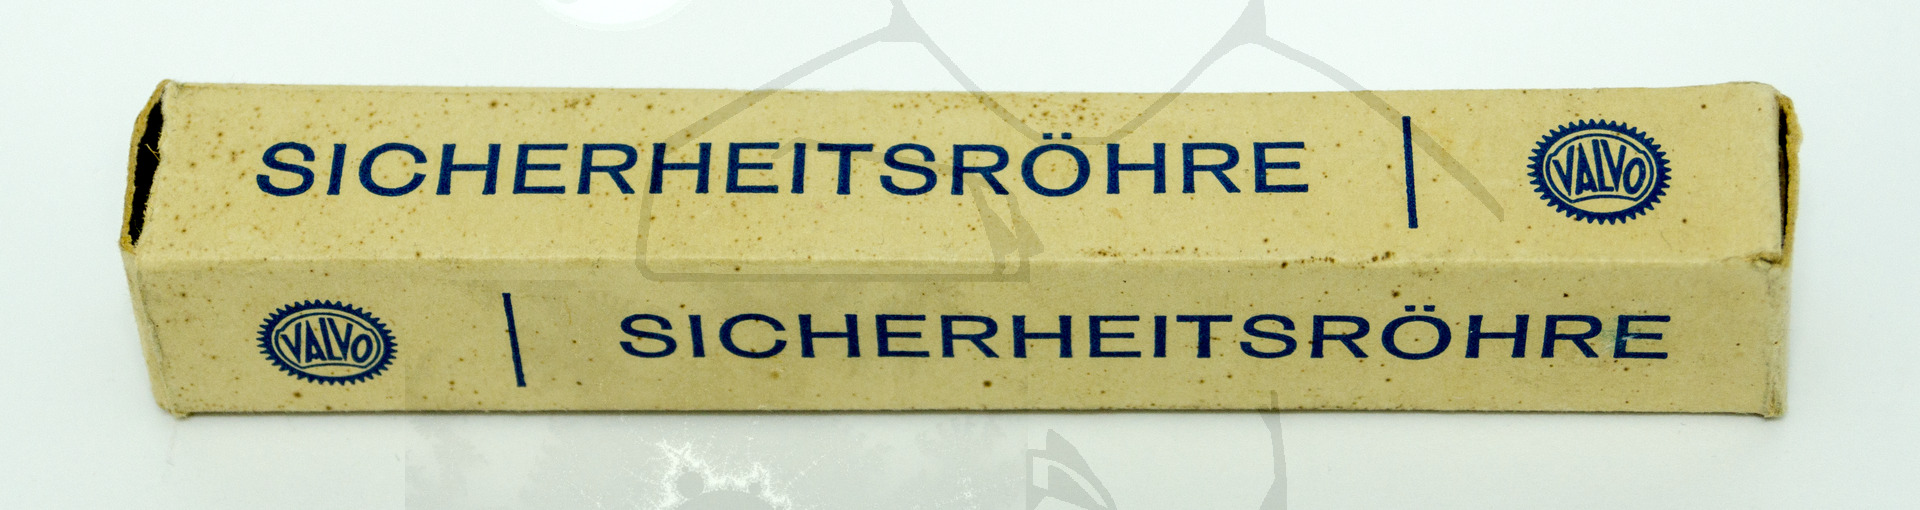 SICHERHEITSRÖHRE | VALVO
VALVO | SICHERHEITSRÖHRE